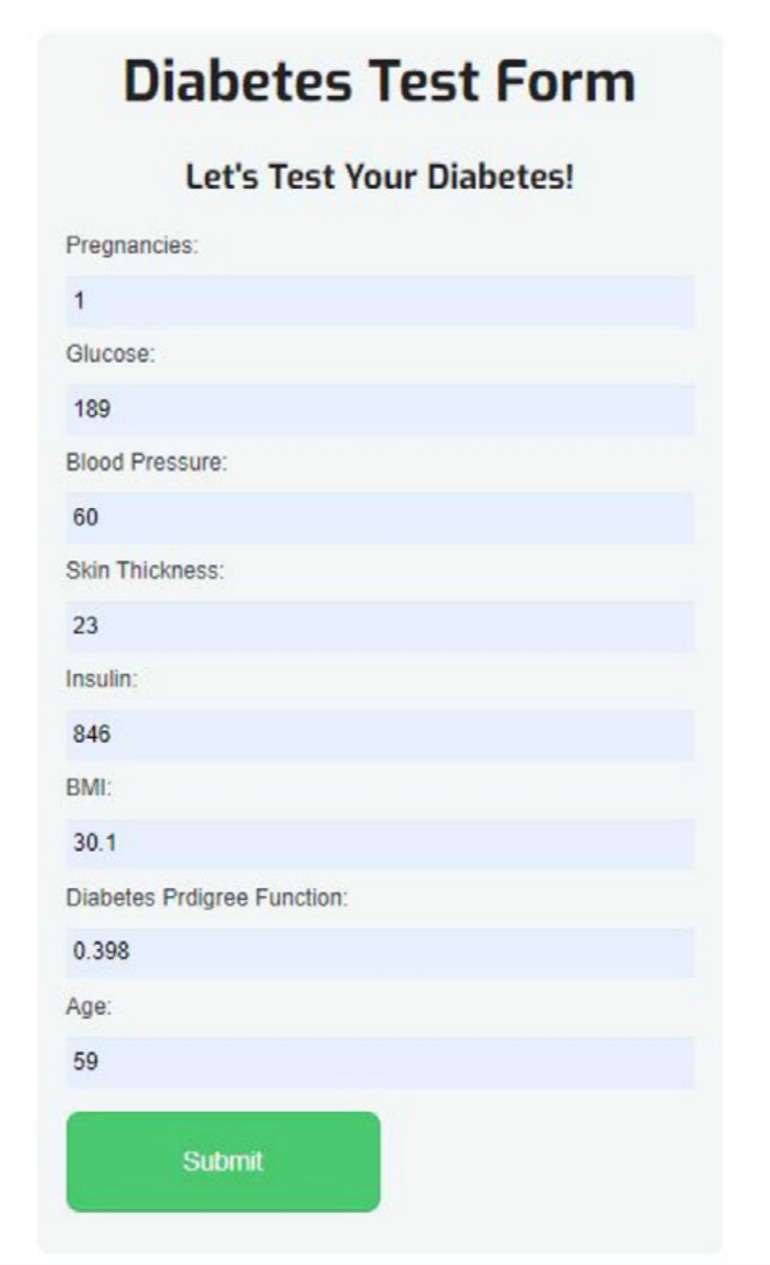 Diabetes Test Form
Let's Test Your Diabetes!
Pregnancies:
1
Glucose:
189
Blood Pressure:
60
Skin Thickness:
23
Insulin:
846
BMI:
30.1
Diabetes Prdigree Function:
0.398
Age:
59
Submit